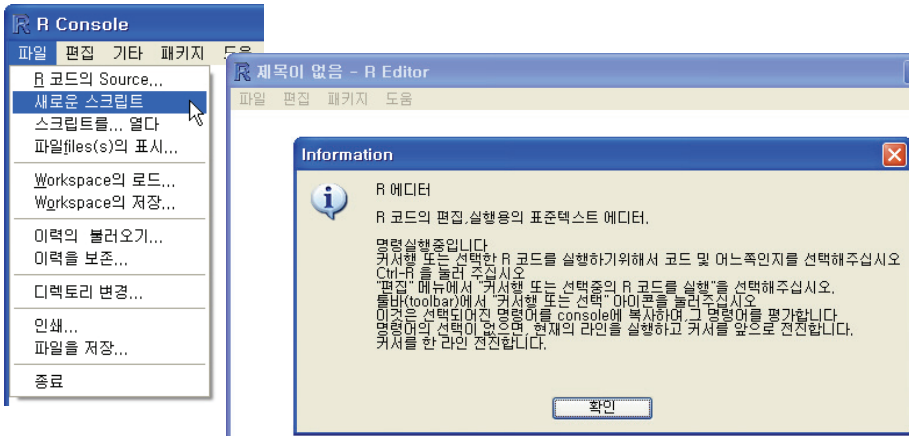 R Console
파일 편집 기타 패키지 도움
R 코드의 Source...
새로운 스크립트
스크립트를... 열다
파일files(s)의 표시...
Workspace의 로드...
Workspace의 저장...
이력의 불러오기...
이력을 보존...
디렉토리 변경...
인쇄...
파일을 저장...
종료
제목이 없음 - R Editor
파일 편집 패키지 도움
Information
R 에디터
R 코드의 편집,실행용의 표준텍스트 에디터.
명령실행중입니다
커서행 또는 선택한 R 코드를 실행하기위해서 코드 및 어느쪽인지를 선택해주십시오
Ctrl-R 을 눌러 주십시오
"편집" 메뉴에서 "커서행 또는 선택중의 R 코드를 실행"을 선택해주십시오.
툴바(toolbar)에서 "커서행 또는 선택" 아이콘을 눌러주십시오
이것은 선택되어진 명령어를 console에 복사하며,그 명령어를 평가합니다
명령어의 선택이 없으면, 현재의 라인을 실행하고 커서를 앞으로 전진합니다.
커서를 한 라인 전진합니다.
확인